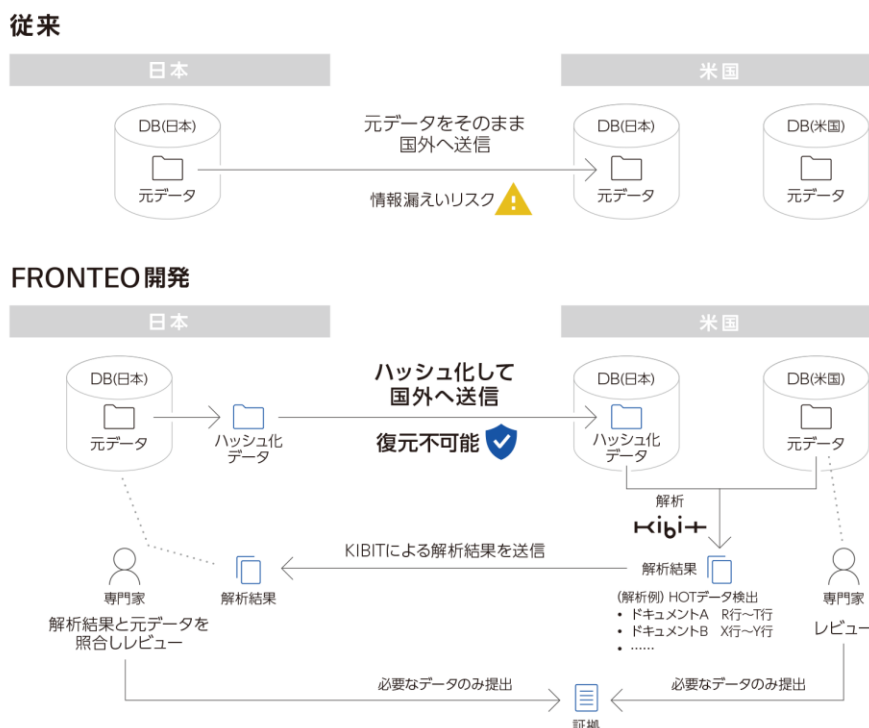 従来
日本
米国
DB(日本)
元データ
元データをそのまま
国外へ送信
情報漏えいリスク
DB(日本)
元データ
DB(米国)
元データ
FRONTEO開発
日本
米国
DB(日本)
元データ
ハッシュ化
データ
ハッシュ化して
国外へ送信
復元不可能
DB(日本)
ハッシュ化
データ
DB(米国)
元データ
解析
kibit
KIBITによる解析結果を送信
解析結果
(解析例) HOTデータ検出
• ドキュメントA R行~T行
• ドキュメントB X行~Y行
• ……
専門家
解析結果と元データを
照合しレビュー
解析結果
専門家
レビュー
必要なデータのみ提出
必要なデータのみ提出
証拠